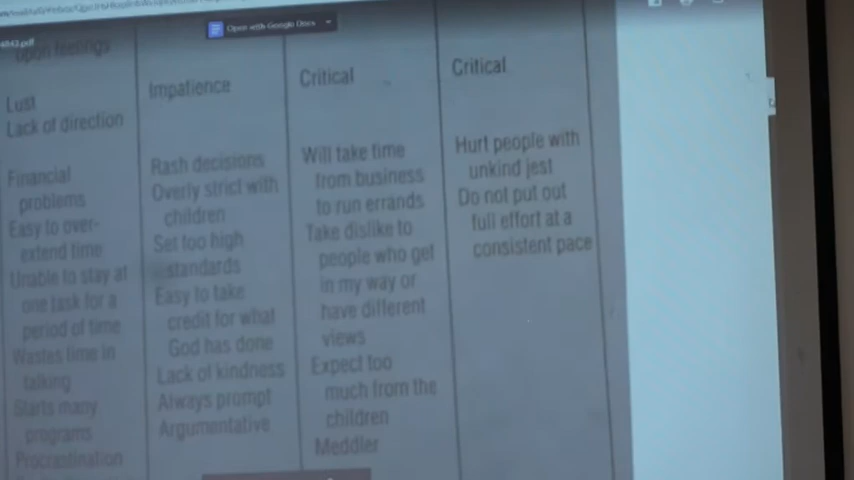 Open with Google Docs
upon feelings
Lust
Lack of direction
Financial
problems
Easy to over-
extend time
Unable to stay at
one task for a
period of time
Wastes time in
talking
Starts many
programs
Procrastination
Impatience
Rash decisions
Overly strict with
children
Set too high
standards
Easy to take
credit for what
God has done
Lack of kindness
Always prompt
Argumentative
Critical
Will take time
from business
to run errands
Take dislike to
people who get
in my way or
have different
views
Expect too
much from the
children
Meddler
Critical
Hurt people with
unkind jest
Do not put out
full effort at a
consistent pace